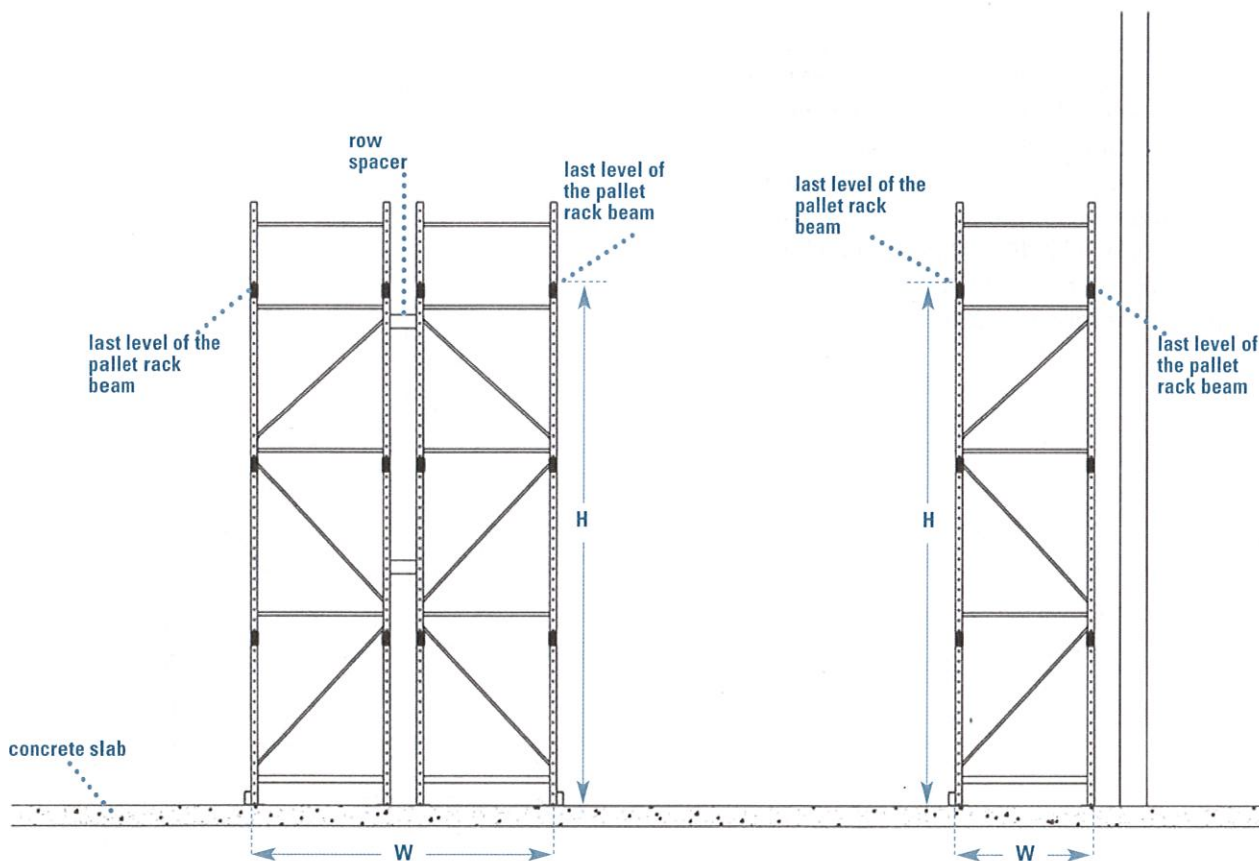 row
spacer
last level of
the pallet
rack beam
last level of the
pallet rack
beam
last level of the
pallet rack
beam
last level of
the pallet
rack beam
H
H
concrete slab
W
W